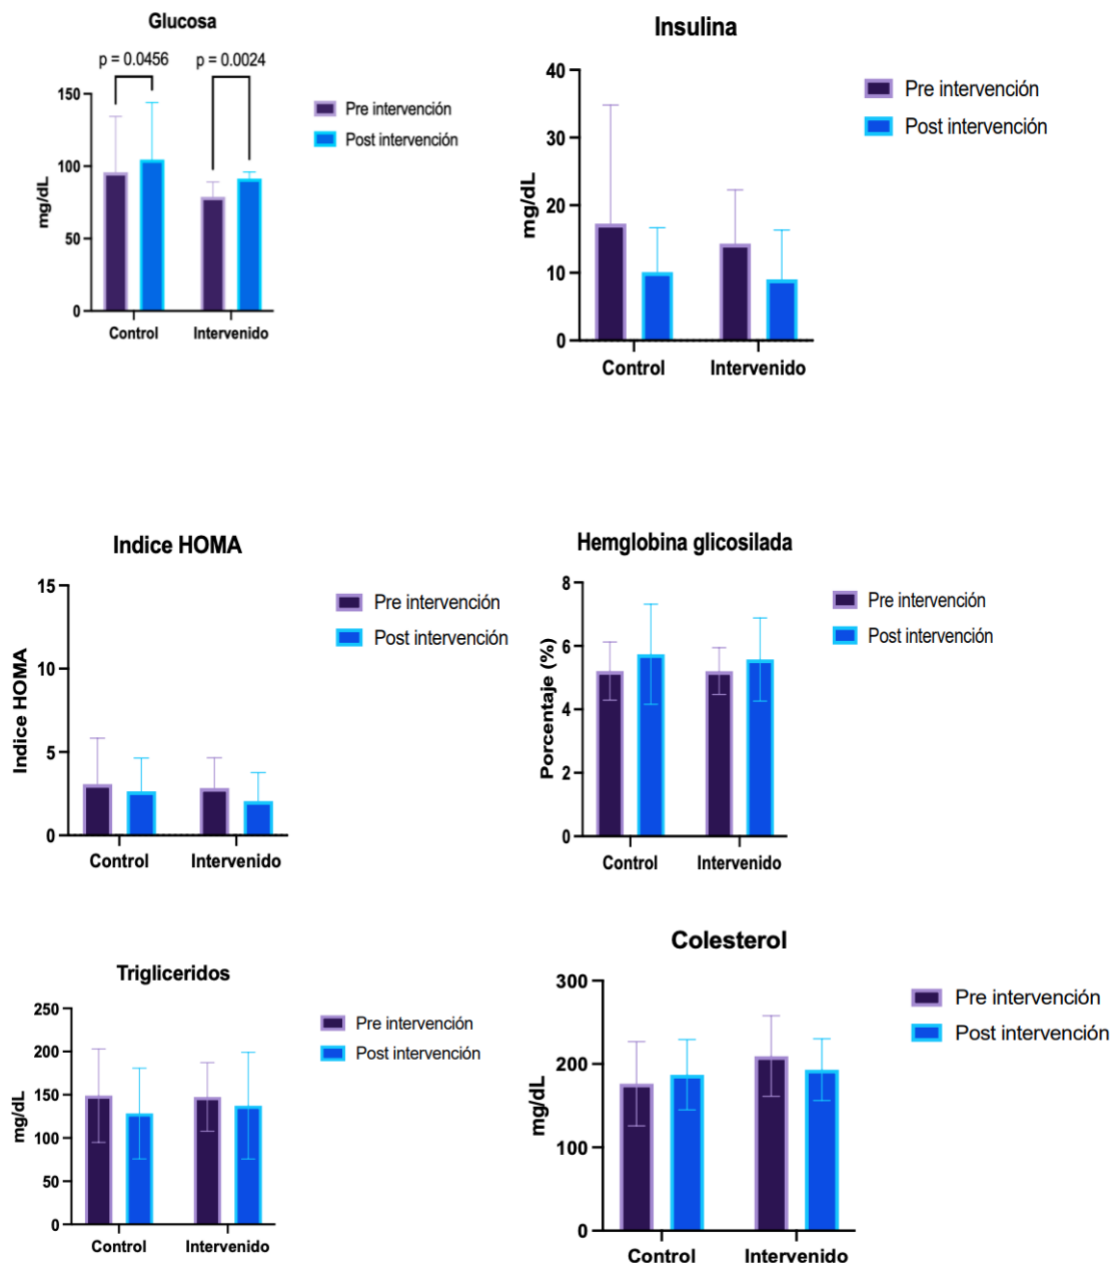 Glucosa
p = 0.0456 p = 0.0024
150
100
50
0
mg/dL
Control Intervenido
Pre intervención
Post intervención
Insulina
40
30
20
10
0
mg/dL
Control Intervenido
Pre intervención
Post intervención
Indice HOMA
15
10
5
0
Indice HOMA
Control Intervenido
Pre intervención
Post intervención
Hemglobina glicosilada
8
6
4
2
0
Porcentaje (%)
Control Intervenido
Pre intervención
Post intervención
Trigliceridos
250
200
150
100
50
0
mg/dL
Control Intervenido
Pre intervención
Post intervención
Colesterol
300
200
100
0
mg/dL
Control Intervenido
Pre intervención
Post intervención